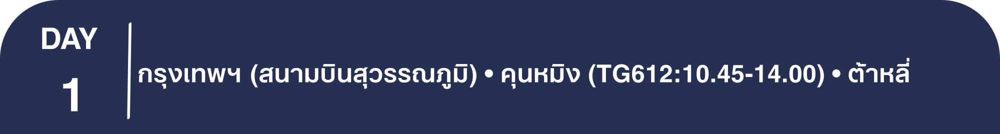 DAY
1
กรุงเทพฯ (สนามบินสุวรรณภูมิ) • คุนหมิง (TG612:10.45-14.00) • ต้าหลี่